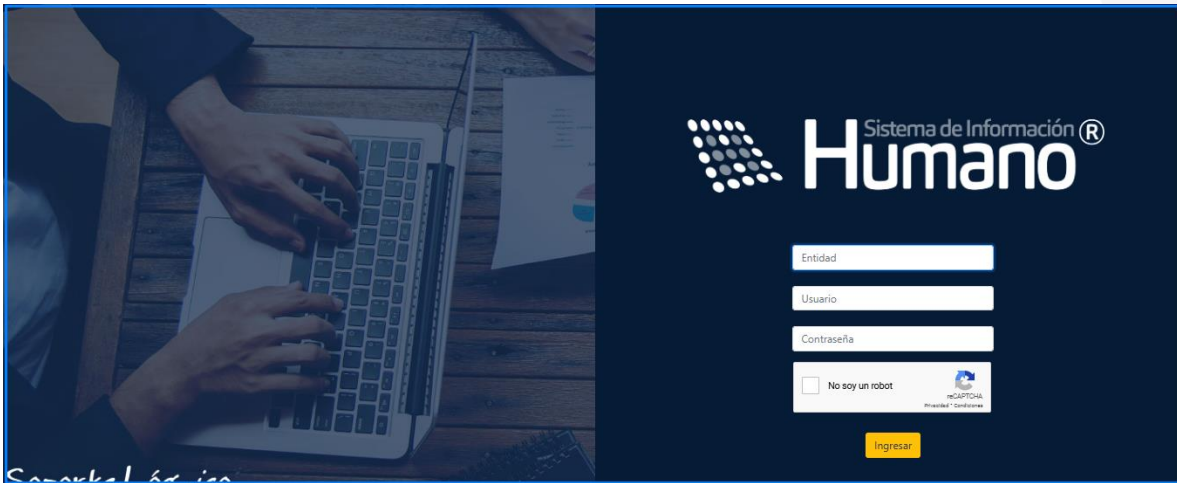 Sistema de Información ®
Humano
Entidad
Usuario
Contraseña
No soy un robot
reCAPTCHA
Privacidad * Condiciones
Ingresar